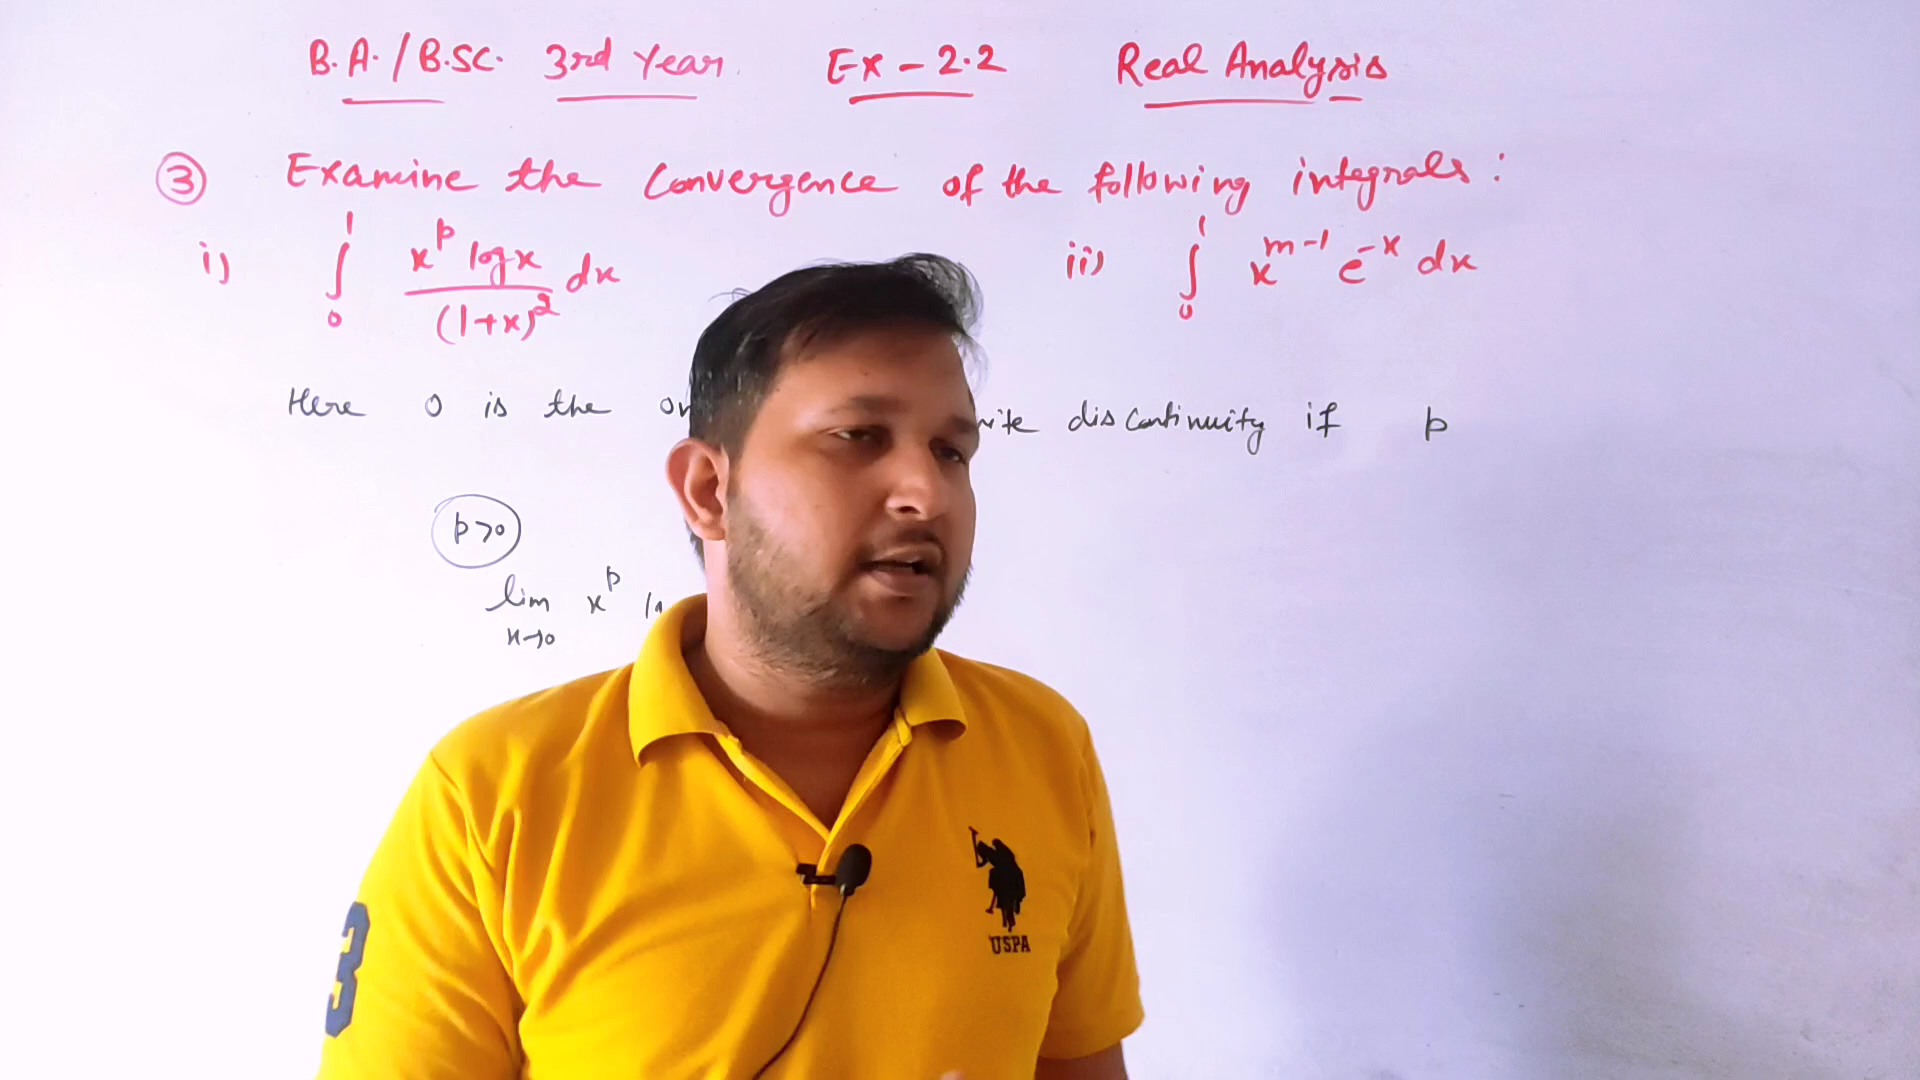 B.A./B.SC. 3rd Year. Ex - 2.2 Real Analysis
③ Examine the Convergence of the following integrals :
i) ∫₀¹ x^p log x / (1+x)² dx ii) ∫₀¹ x^{m-1} e^{-x} dx
Here 0 is the discontinuity if p
p>0
lim x→0 x^p
3
USPA